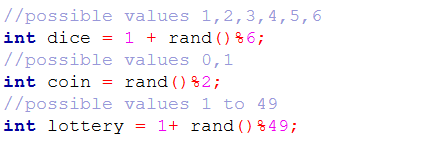 //possible values 1,2,3,4,5,6
int dice = 1 + rand()%6;
//possible values 0,1
int coin = rand()%2;
//possible values 1 to 49
int lottery = 1+ rand()%49;